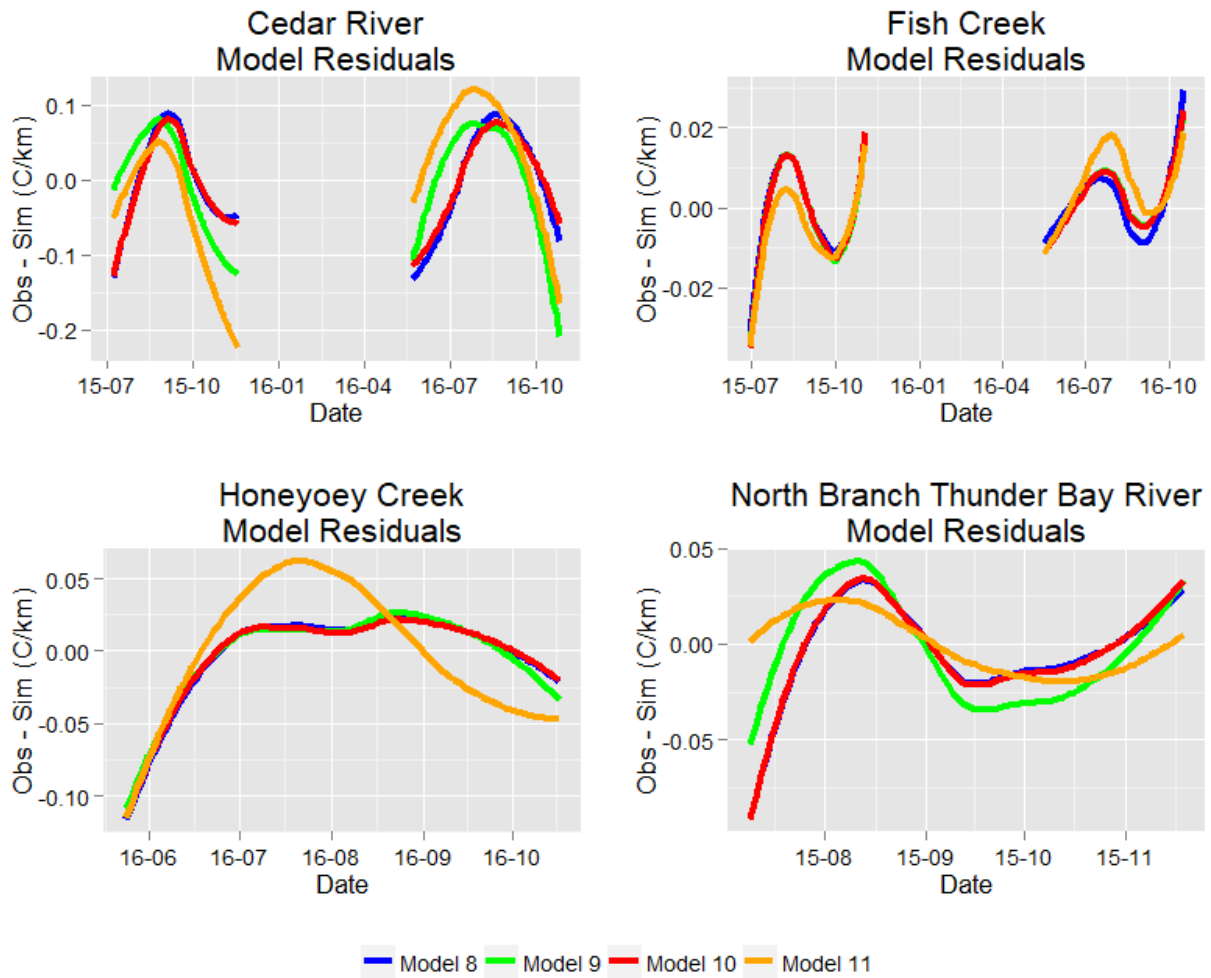 Cedar River
Model Residuals
Obs - Sim (C/km)
0.1
0.0
-0.1
-0.2
15-07 15-10 16-01 16-04 16-07 16-10
Date
Fish Creek
Model Residuals
Obs - Sim (C/km)
0.02
0.00
-0.02
15-07 15-10 16-01 16-04 16-07 16-10
Date
Honeyoey Creek
Model Residuals
Obs - Sim (C/km)
0.05
0.00
-0.05
-0.10
16-06 16-07 16-08 16-09 16-10
Date
North Branch Thunder Bay River
Model Residuals
Obs - Sim (C/km)
0.05
0.00
-0.05
15-08 15-09 15-10 15-11
Date
Model 8 Model 9 Model 10 Model 11